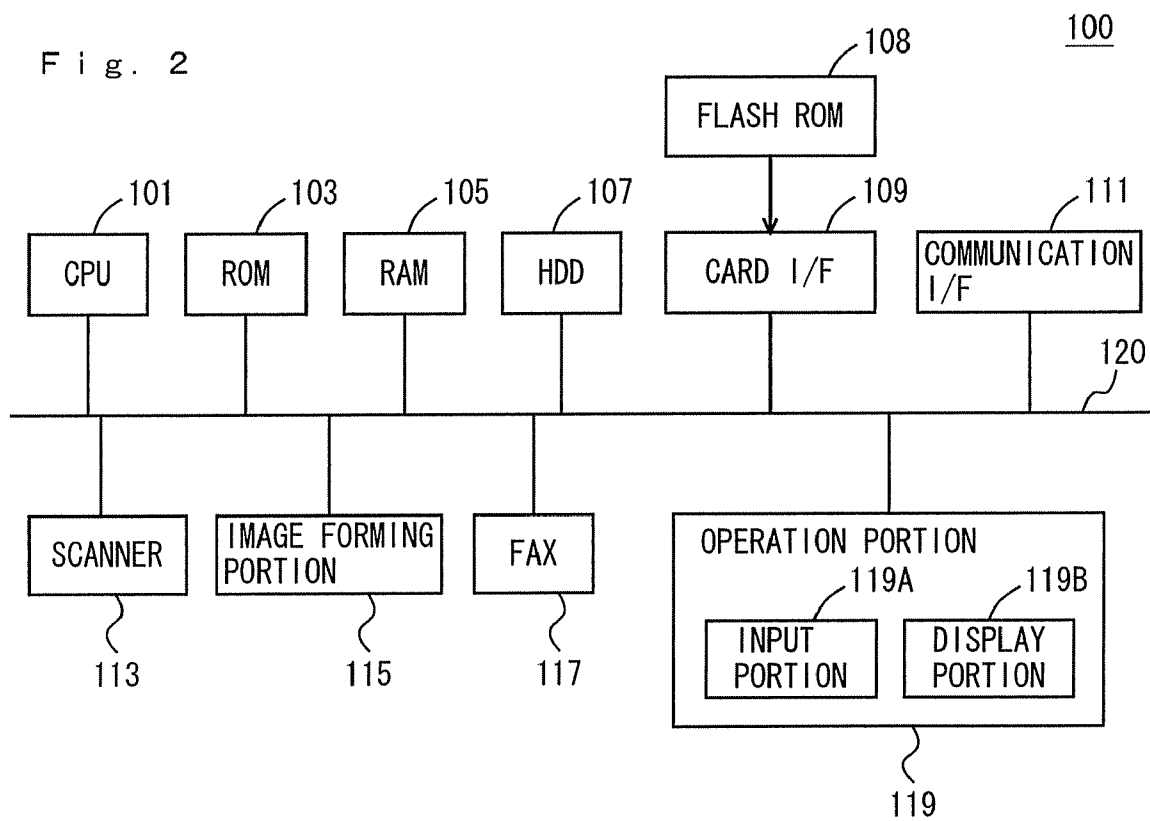 Fig. 2
100
108
FLASH ROM
101
103
105
107
109
111
CPU
ROM
RAM
HDD
CARD I/F
COMMUNICATION
I/F
120
SCANNER
IMAGE FORMING
PORTION
FAX
OPERATION PORTION
119A
119B
INPUT
PORTION
DISPLAY
PORTION
113
115
117
119